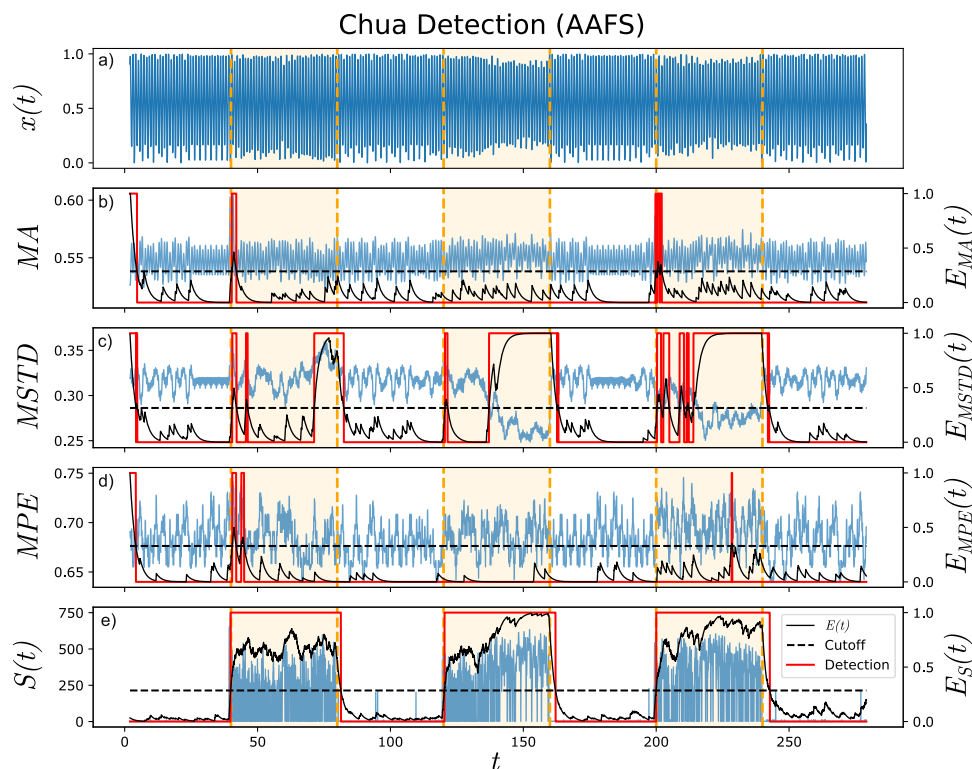 Chua Detection (AAFS)
a)
1.0
0.5
0.0
x(t)
b)
0.60
0.55
MA
1.0
0.5
0.0
E_MA(t)
c)
0.35
0.30
0.25
MSTD
1.0
0.5
0.0
E_MSTD(t)
d)
0.75
0.70
0.65
MPE
1.0
0.5
0.0
E_MPE(t)
e)
750
500
250
0
S(t)
1.0
0.5
0.0
E_S(t)
E(t)
Cutoff
Detection
0 50 100 150 200 250
t